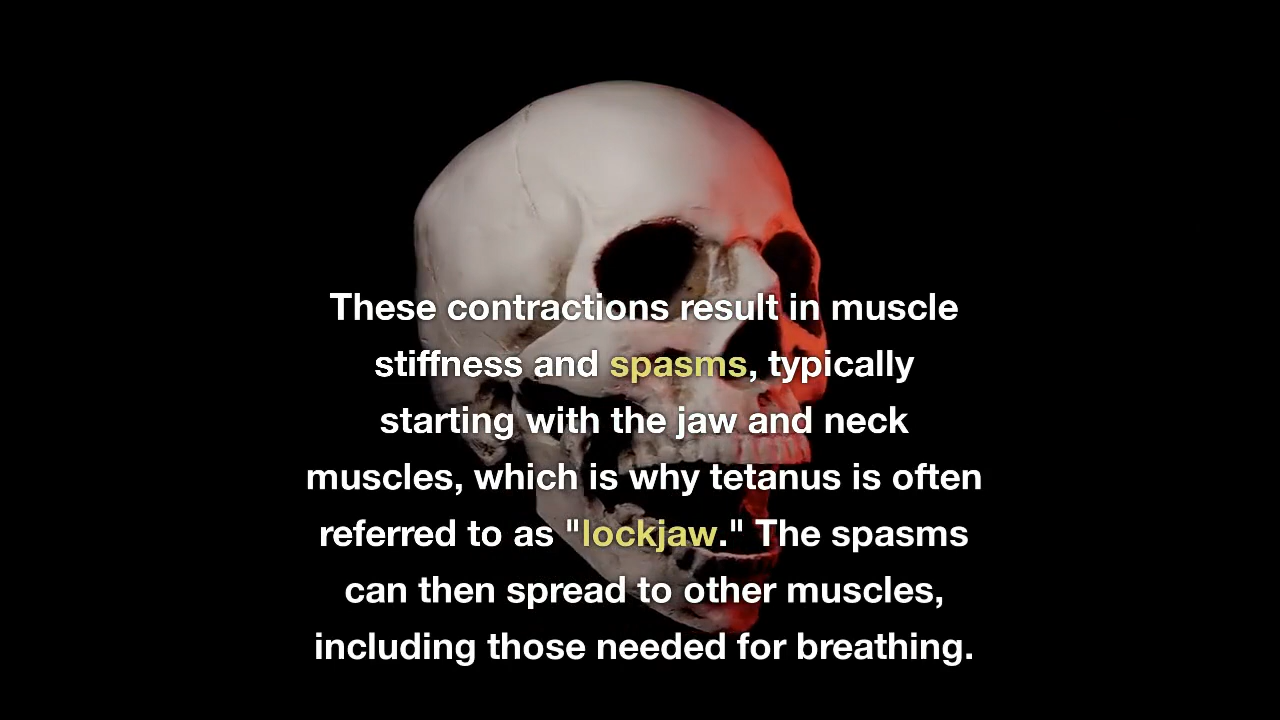 These contractions result in muscle
stiffness and spasms, typically
starting with the jaw and neck
muscles, which is why tetanus is often
referred to as "lockjaw." The spasms
can then spread to other muscles,
including those needed for breathing.